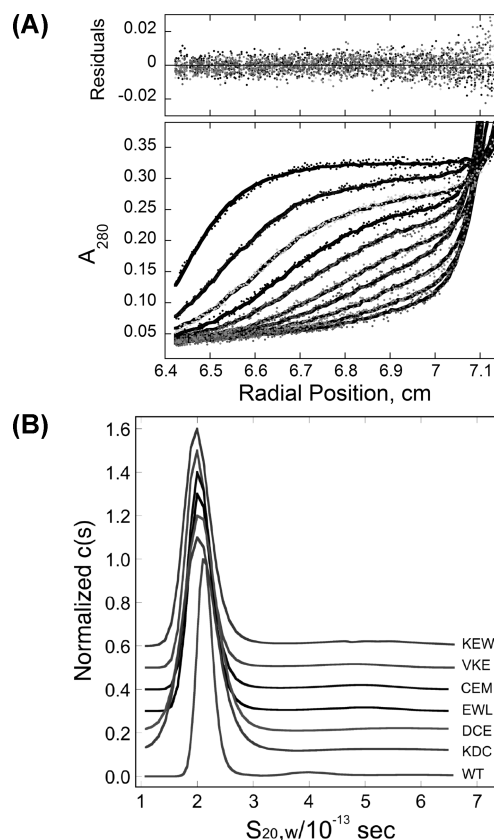 (A)
Residuals
0.02
0
-0.02
A280
0.35
0.30
0.25
0.20
0.15
0.10
0.05
6.4 6.5 6.6 6.7 6.8 6.9 7 7.1
Radial Position, cm
(B)
Normalized c(s)
1.6
1.4
1.2
1.0
0.8
0.6
0.4
0.2
0.0
KEW
VKE
CEM
EWL
DCE
KDC
WT
1 2 3 4 5 6 7
S20,w/10-13 sec